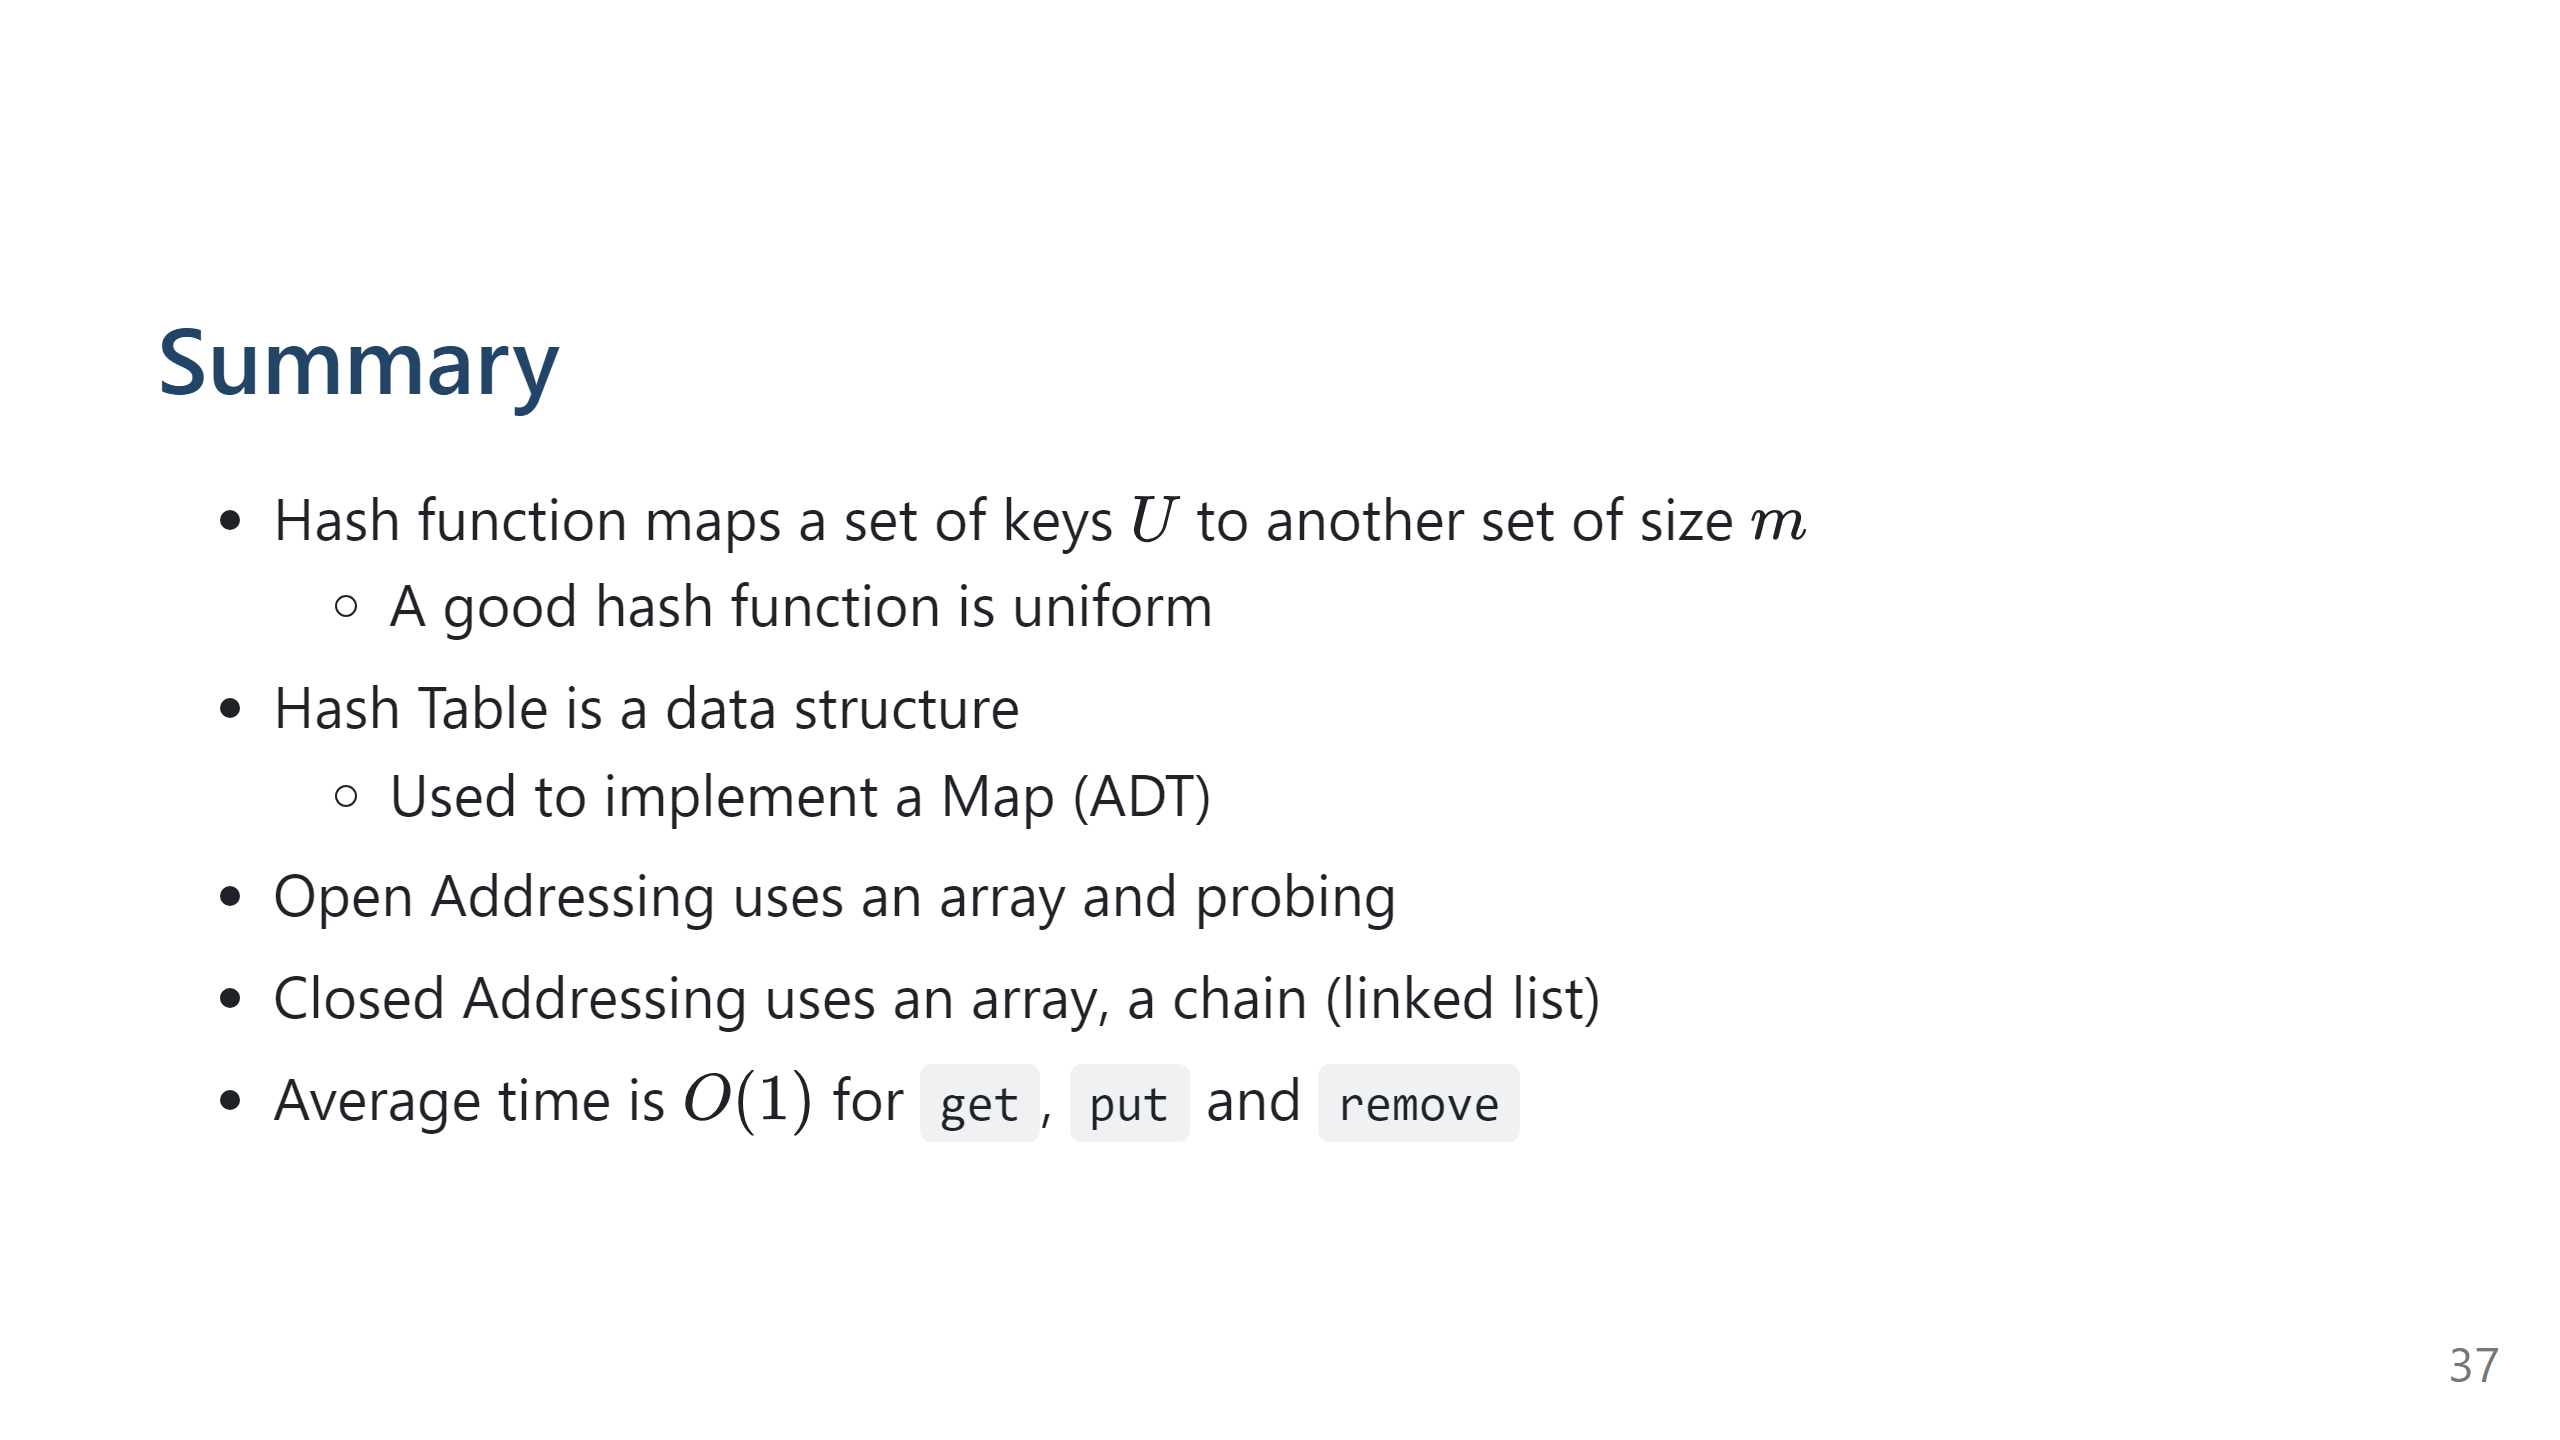 Summary
• Hash function maps a set of keys U to another set of size m
○ A good hash function is uniform
• Hash Table is a data structure
○ Used to implement a Map (ADT)
• Open Addressing uses an array and probing
• Closed Addressing uses an array, a chain (linked list)
• Average time is O(1) for get, put and remove
37